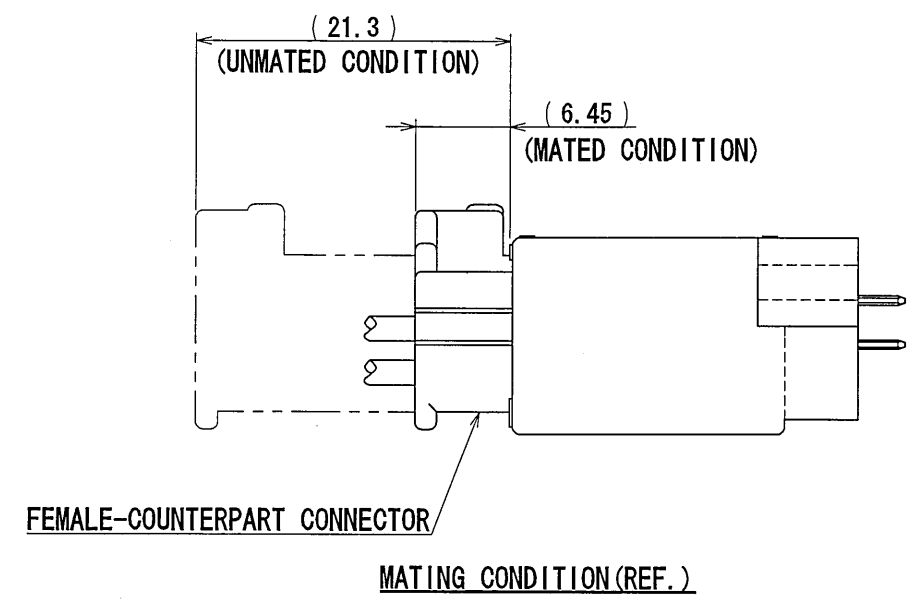 (21.3)
(UNMATED CONDITION)
(6.45)
(MATED CONDITION)
FEMALE-COUNTERPART CONNECTOR
MATING CONDITION(REF.)